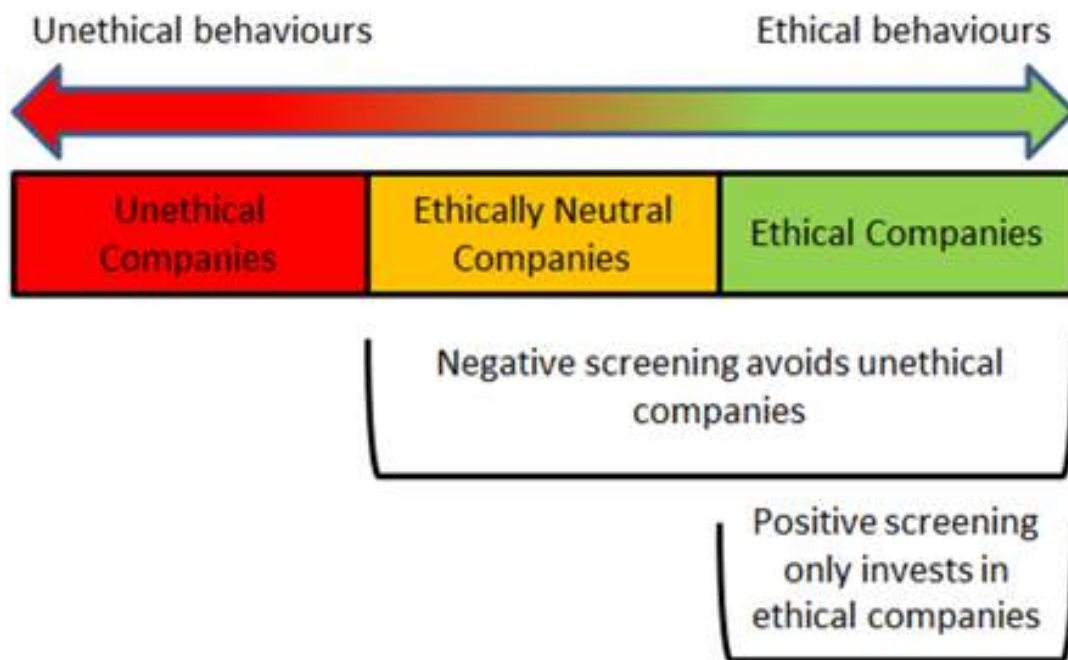 Unethical behaviours
Ethical behaviours
Unethical
Companies
Ethically Neutral
Companies
Ethical Companies
Negative screening avoids unethical
companies
Positive screening
only invests in
ethical companies